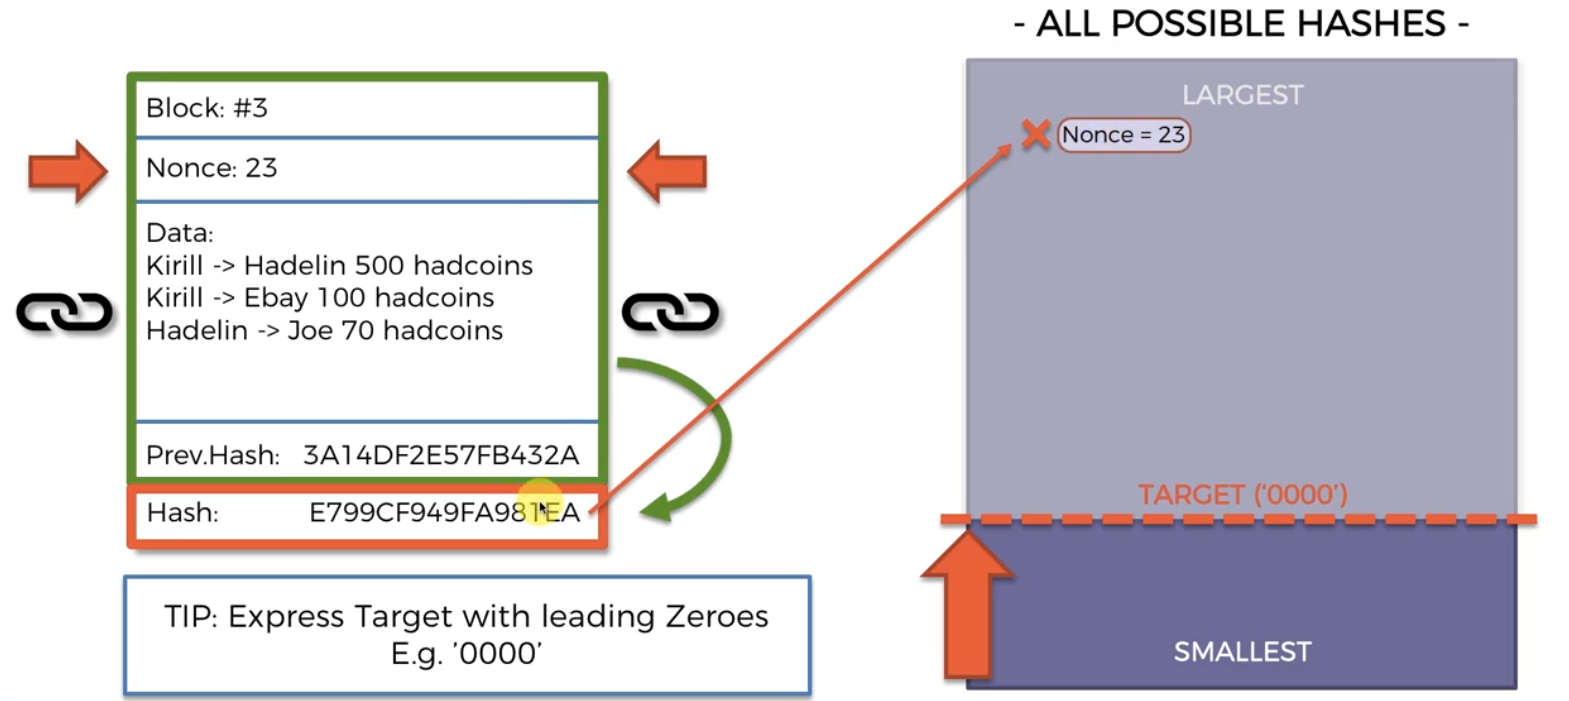 - ALL POSSIBLE HASHES -
Block: #3
Nonce: 23
Data:
Kirill -> Hadelin 500 hadcoins
Kirill -> Ebay 100 hadcoins
Hadelin -> Joe 70 hadcoins
Prev.Hash: 3A14DF2E57FB432A
Hash: E799CF949FA981EA
TIP: Express Target with leading Zeroes
E.g. '0000'
LARGEST
Nonce = 23
TARGET ('0000')
SMALLEST